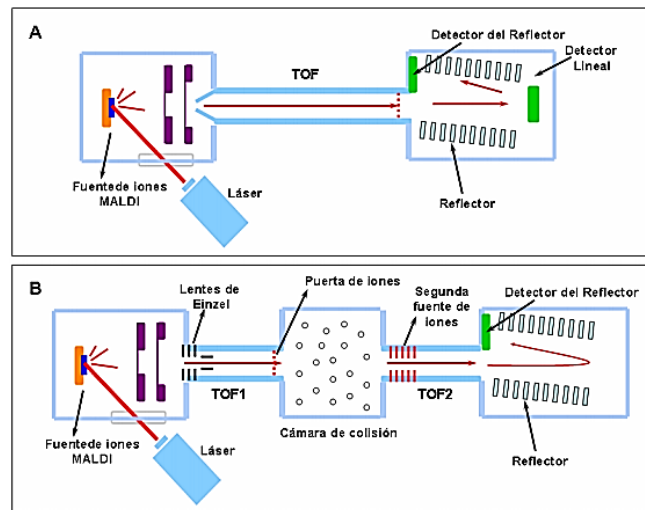 A
TOF
Detector del Reflector
Detector
Lineal
Fuentede iones
MALDI
Láser
Reflector
B
Lentes de
Einzel
Puerta de iones
Segunda
fuente de
iones
Detector del Reflector
TOF1
TOF2
Cámara de colisión
Fuentede iones
MALDI
Láser
Reflector